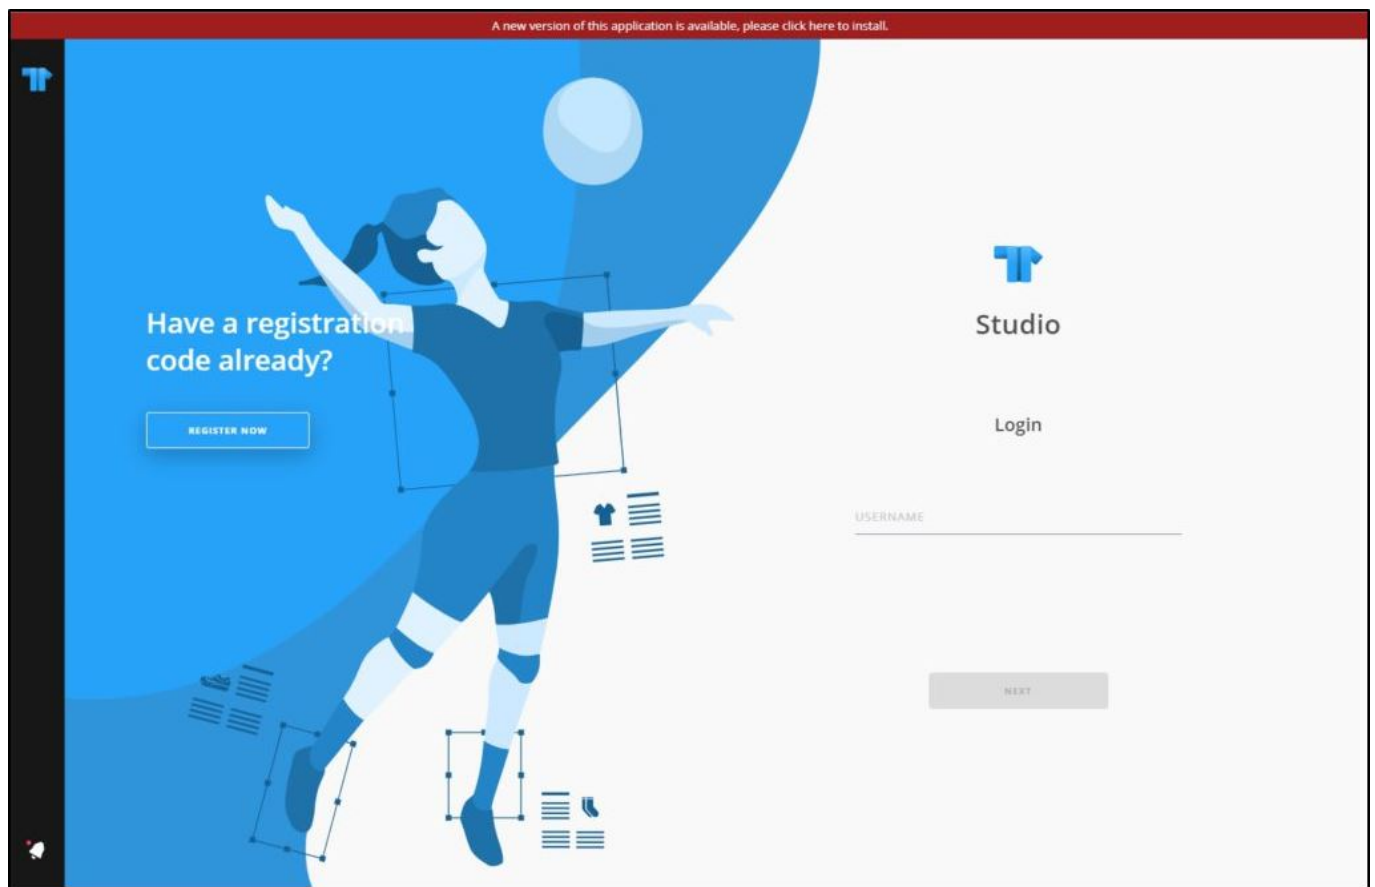 A new version of this application is available, please click here to install.
Have a registration
code already?
REGISTER NOW
Studio
Login
USERNAME
NEXT